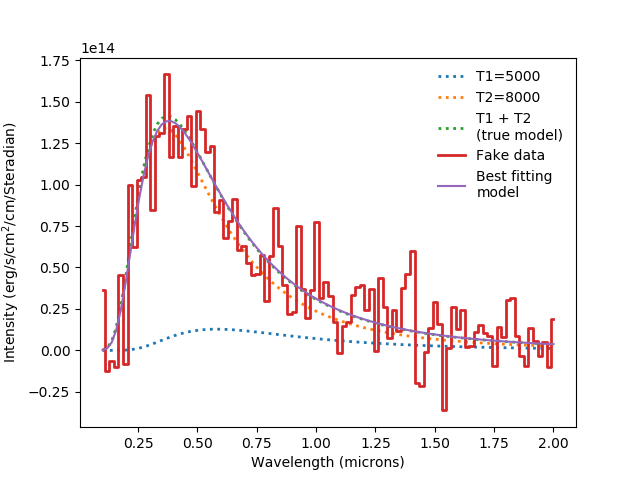 1e14
1.75
1.50
1.25
1.00
0.75
0.50
0.25
0.00
−0.25
Intensity (erg/s/cm²/cm/Steradian)
T1=5000
T2=8000
T1 + T2
(true model)
Fake data
Best fitting
model
0.25 0.50 0.75 1.00 1.25 1.50 1.75 2.00
Wavelength (microns)